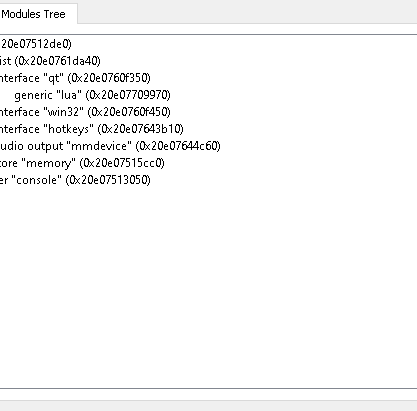 Modules Tree
20e07512de0)
ist (0x20e0761da40)
nterface "qt" (0x20e0760f350)
generic "lua" (0x20e07709970)
nterface "win32" (0x20e0760f450)
nterface "hotkeys" (0x20e07643b10)
udio output "mmdevice" (0x20e07644c60)
tore "memory" (0x20e07515cc0)
er "console" (0x20e07513050)